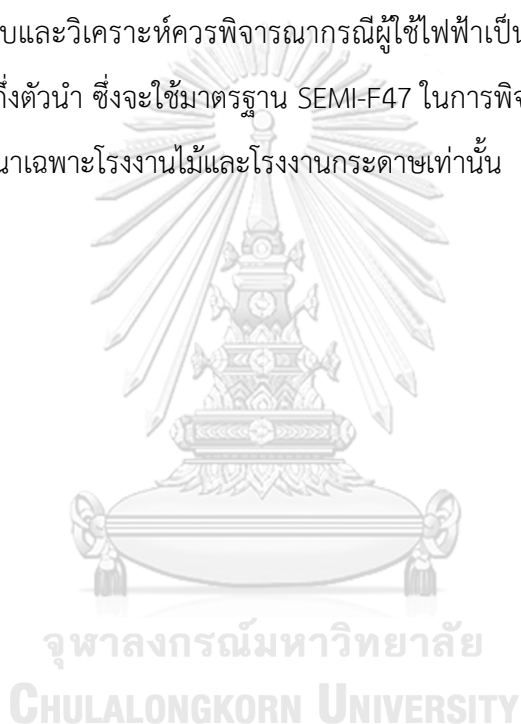 บและวิเคราะห์ควรพิจารณากรณีผู้ใช้ไฟฟ้าเป็น
กึ่งตัวนำ ซึ่งจะใช้มาตรฐาน SEMI-F47 ในการพิจ
นาเฉพาะโรงงานไม้และโรงงานกระดาษเท่านั้น
จุฬาลงกรณ์มหาวิทยาลัย
CHULALONGKORN UNIVERSITY